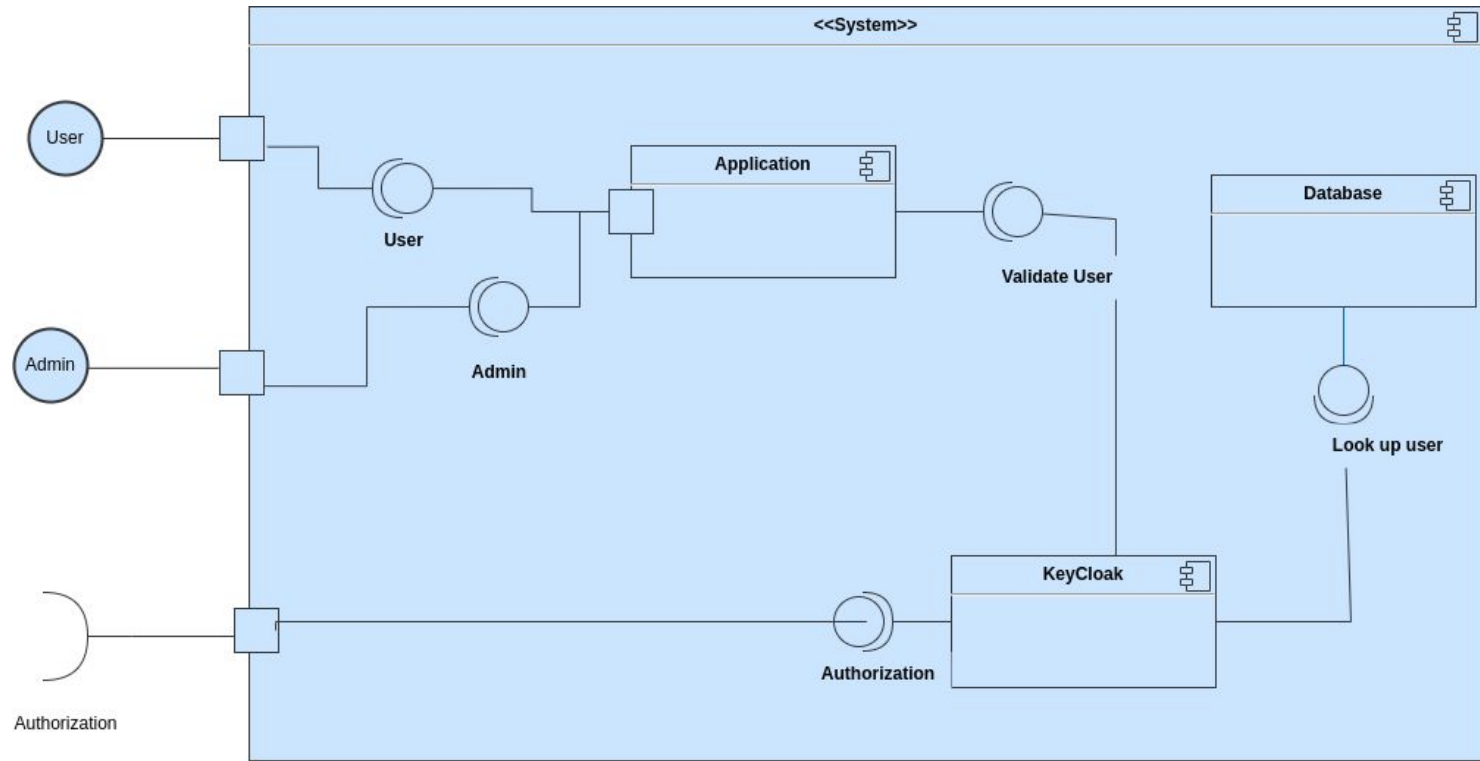 <<System>>
User
Application
Database
User
Validate User
Admin
Admin
Look up user
KeyCloak
Authorization
Authorization